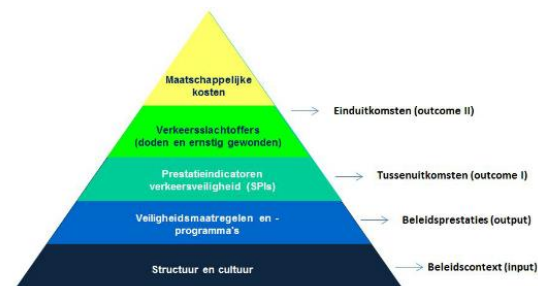 Maatschappelijke
kosten
Einduitkomsten (outcome II)
Verkeersslachtoffers
(doden en ernstig gewonden)
Prestatieindicatoren
verkeersveiligheid (SPIs)
Tussenuitkomsten (outcome I)
Veiligheidsmaatregelen en -
programma's
Beleidsprestaties (output)
Structuur en cultuur
Beleidscontext (input)